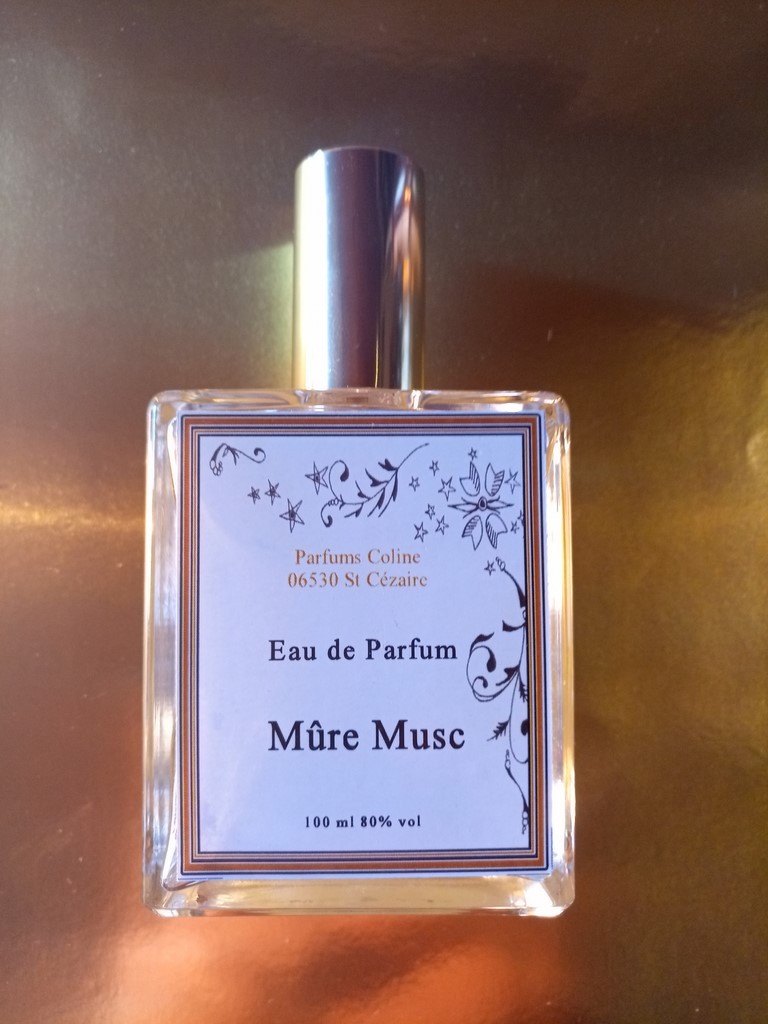 Parfums Coline
06530 St Cézaire
Eau de Parfum
Mûre Musc
100 ml 80% vol